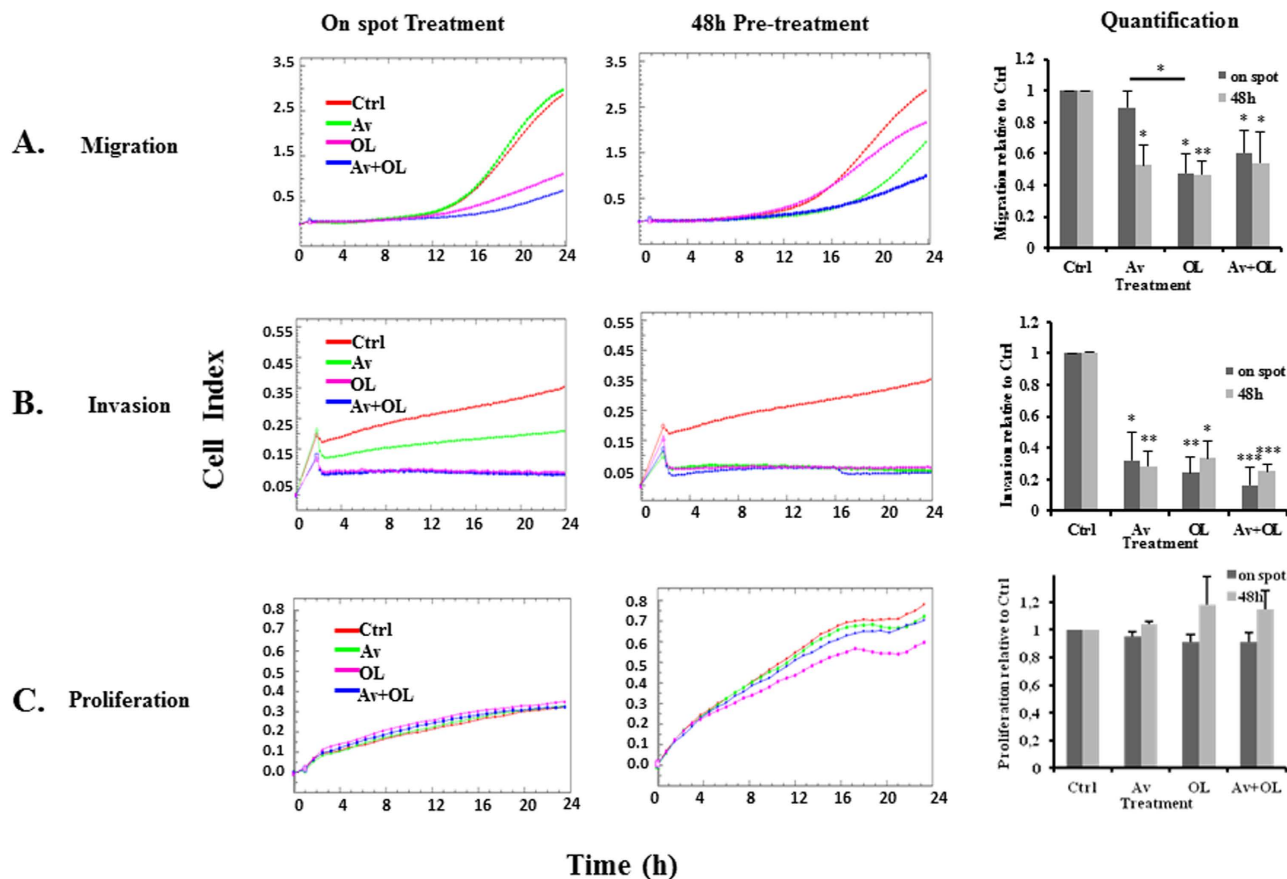 On spot Treatment
48h Pre-treatment
Quantification
A. Migration
3.5
2.5
1.5
0.5
Ctrl
Av
OL
Av+OL
0 4 8 12 16 20 24
3.5
2.5
1.5
0.5
0 4 8 12 16 20 24
Migration relative to Ctrl
1.2
1
0.8
0.6
0.4
0.2
0
on spot
48h
*
*
*
**
*
*
Ctrl Av OL Av+OL
Treatment
B. Invasion
Cell Index
0.55
0.45
0.35
0.25
0.15
0.05
Ctrl
Av
OL
Av+OL
0 4 8 12 16 20 24
0.55
0.45
0.35
0.25
0.15
0.05
0 4 8 12 16 20 24
Invasion relative to Ctrl
1.2
1
0.8
0.6
0.4
0.2
0
on spot
48h
*
**
**
*
***
***
Ctrl Av OL Av+OL
Treatment
C. Proliferation
0.8
0.7
0.6
0.5
0.4
0.3
0.2
0.1
0.0
Ctrl
Av
OL
Av+OL
0 4 8 12 16 20 24
0.8
0.7
0.6
0.5
0.4
0.3
0.2
0.1
0.0
0 4 8 12 16 20 24
Proliferation relative to Ctrl
1.2
1
0.8
0.6
0.4
0.2
0
on spot
48h
Ctrl Av OL Av+OL
Treatment
Time (h)